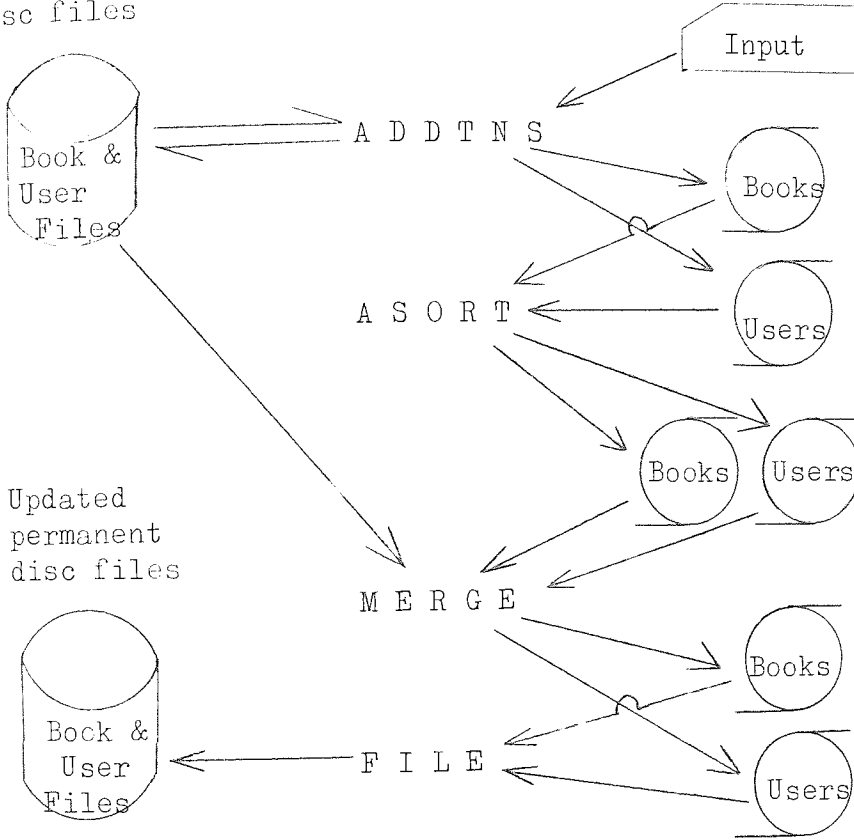 sc files
Input
A D D T N S
Book &
User
Files
Books
A S O R T
Users
Books
Users
Updated
permanent
disc files
M E R G E
Books
Bock &
User
Files
F I L E
Users